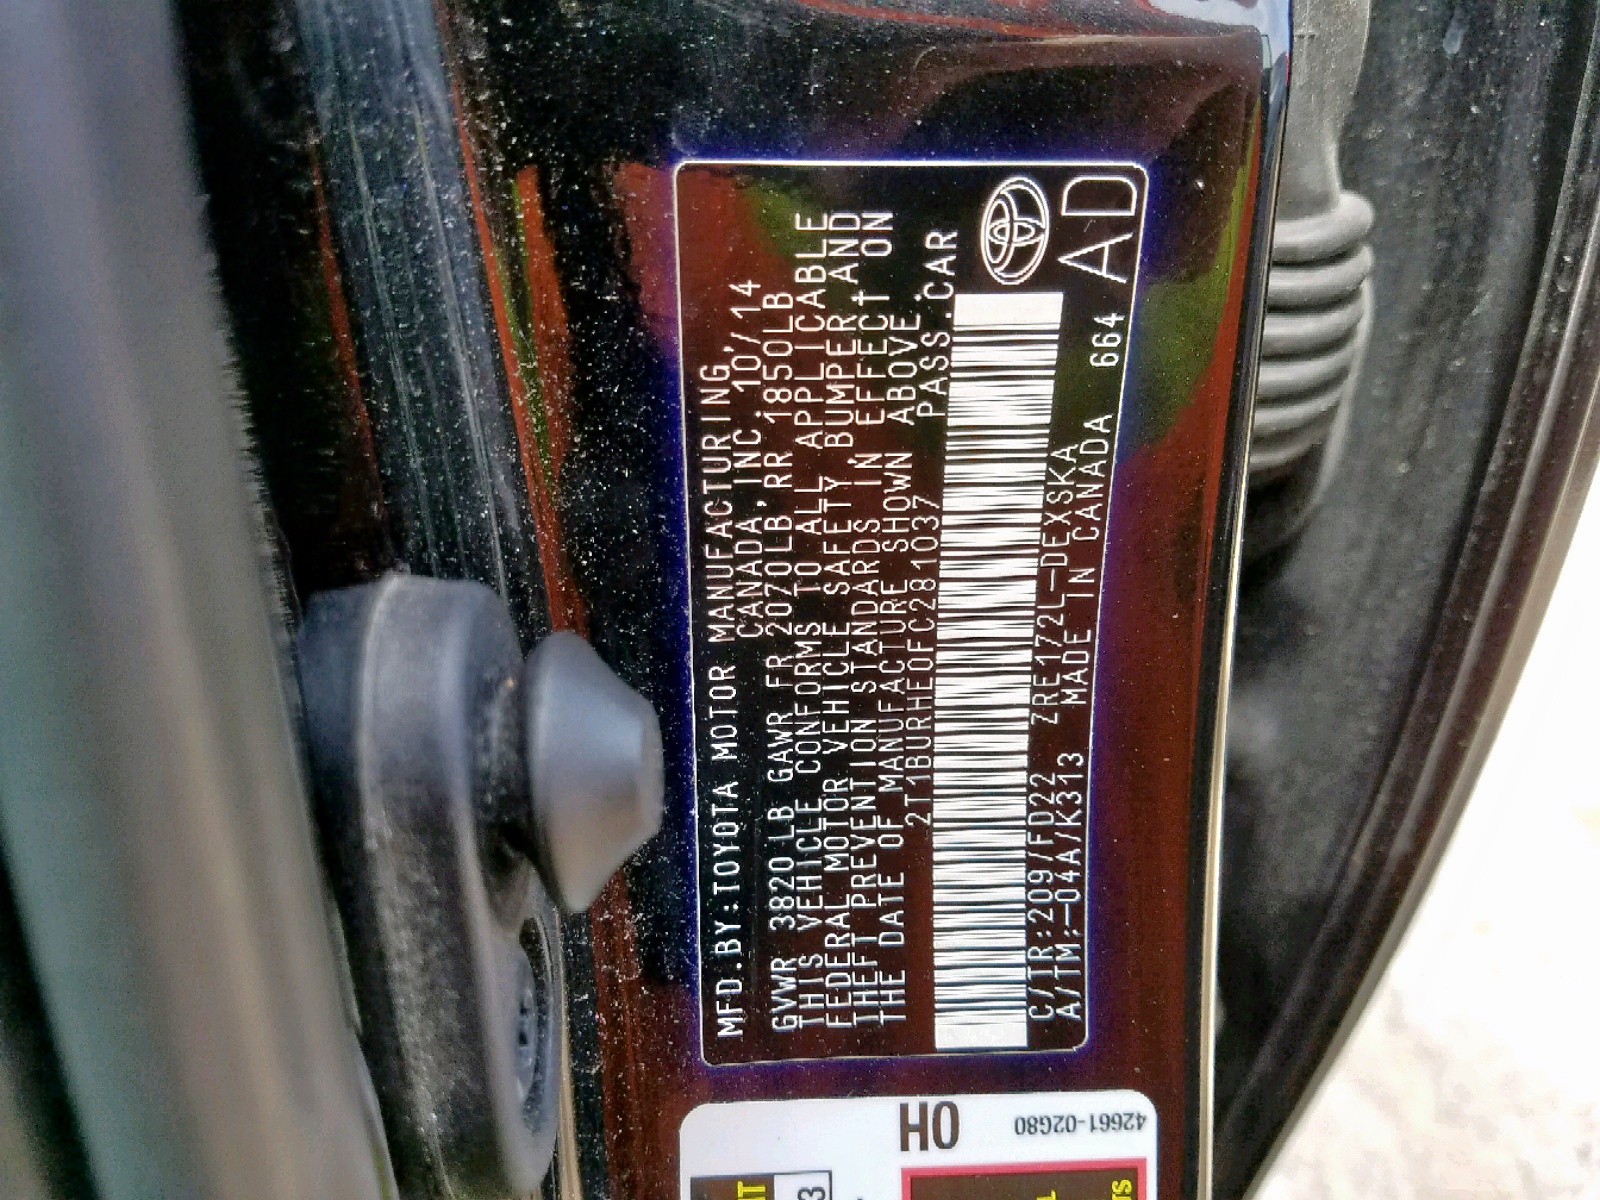 MFD.BY:TOYOTA MOTOR MANUFACTURING,
CANADA,INC.10/14
GVWR 3820 LB GAWR FR 2070LB,RR 1850LB
THIS VEHICLE CONFORMS TO ALL APPLICABLE
FEDERAL MOTOR VEHICLE SAFETY,BUMPER,AND
THEFT PREVENTION STANDARDS IN EFFECT ON
THE DATE OF MANUFACTURE SHOWN ABOVE.
2T1BURHE0FC281037 PASS.CAR
C/TR:209/FD22 ZRE172L-DEXSKA
A/TM:-04A/K313 MADE IN CANADA 664
AD
HO
42661-02G80